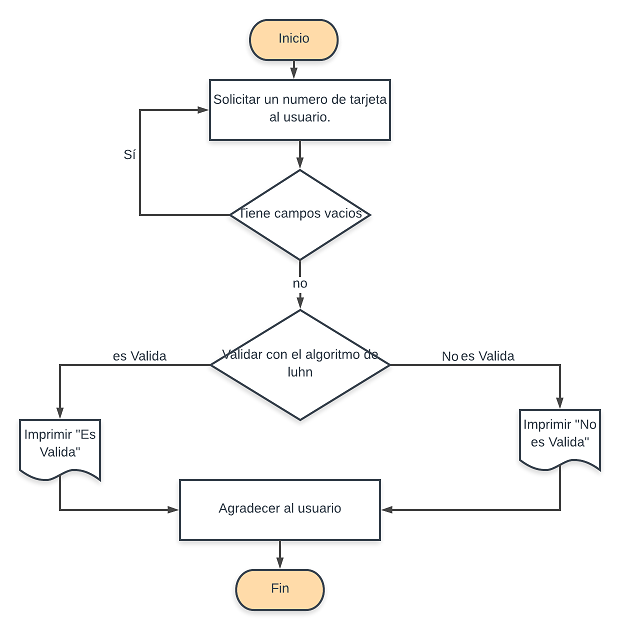 Inicio
Solicitar un numero de tarjeta
al usuario.
Sí
Tiene campos vacios
no
Validar con el algoritmo de
luhn
es Valida
No es Valida
Imprimir "Es
Valida"
Imprimir "No
es Valida"
Agradecer al usuario
Fin